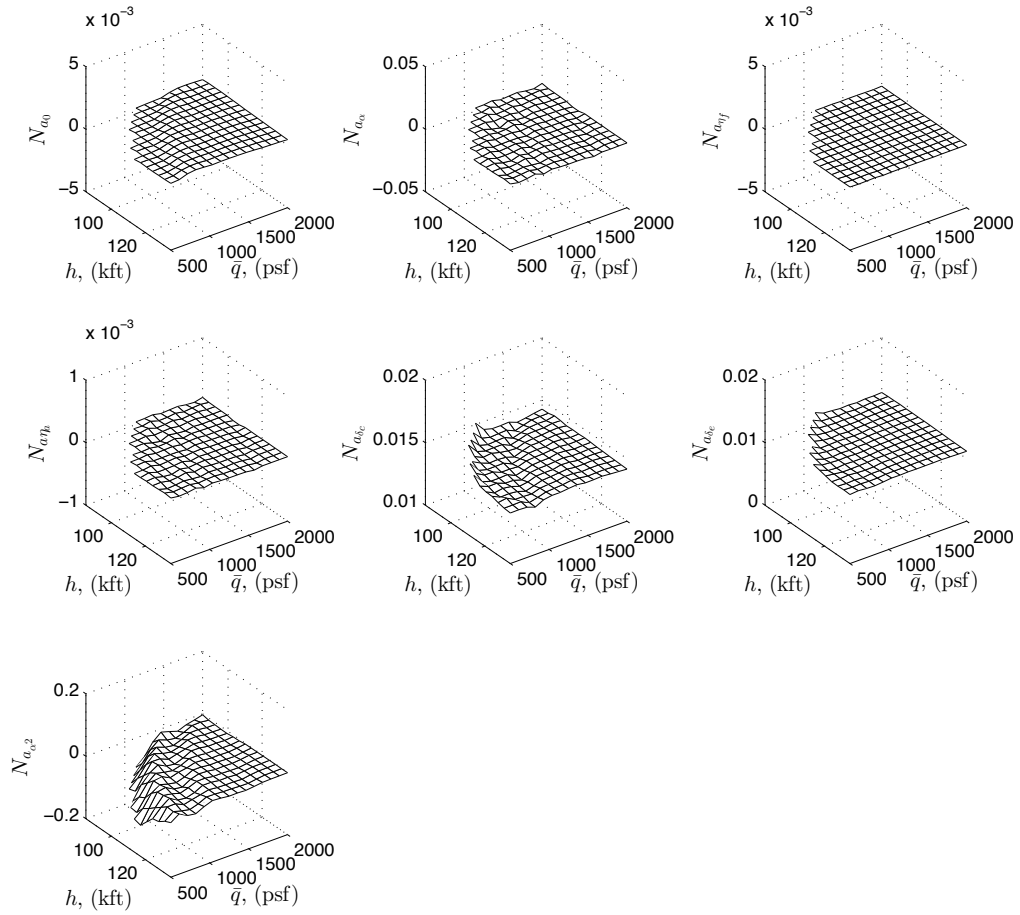 x 10⁻³
5
0
−5
N_{a_0}
100
120
h, (kft)
500
1000
1500
2000
q̄, (psf)
0.05
0
−0.05
N_{a_α}
100
120
h, (kft)
500
1000
1500
2000
q̄, (psf)
x 10⁻³
5
0
−5
N_{a_{ηf}}
100
120
h, (kft)
500
1000
1500
2000
q̄, (psf)
x 10⁻³
1
0
−1
N_{aη_h}
100
120
h, (kft)
500
1000
1500
2000
q̄, (psf)
0.02
0.015
0.01
N_{a_{δ_c}}
100
120
h, (kft)
500
1000
1500
2000
q̄, (psf)
0.02
0.01
0
N_{a_{δ_e}}
100
120
h, (kft)
500
1000
1500
2000
q̄, (psf)
0.2
0
−0.2
N_{a_{α^2}}
100
120
h, (kft)
500
1000
1500
2000
q̄, (psf)